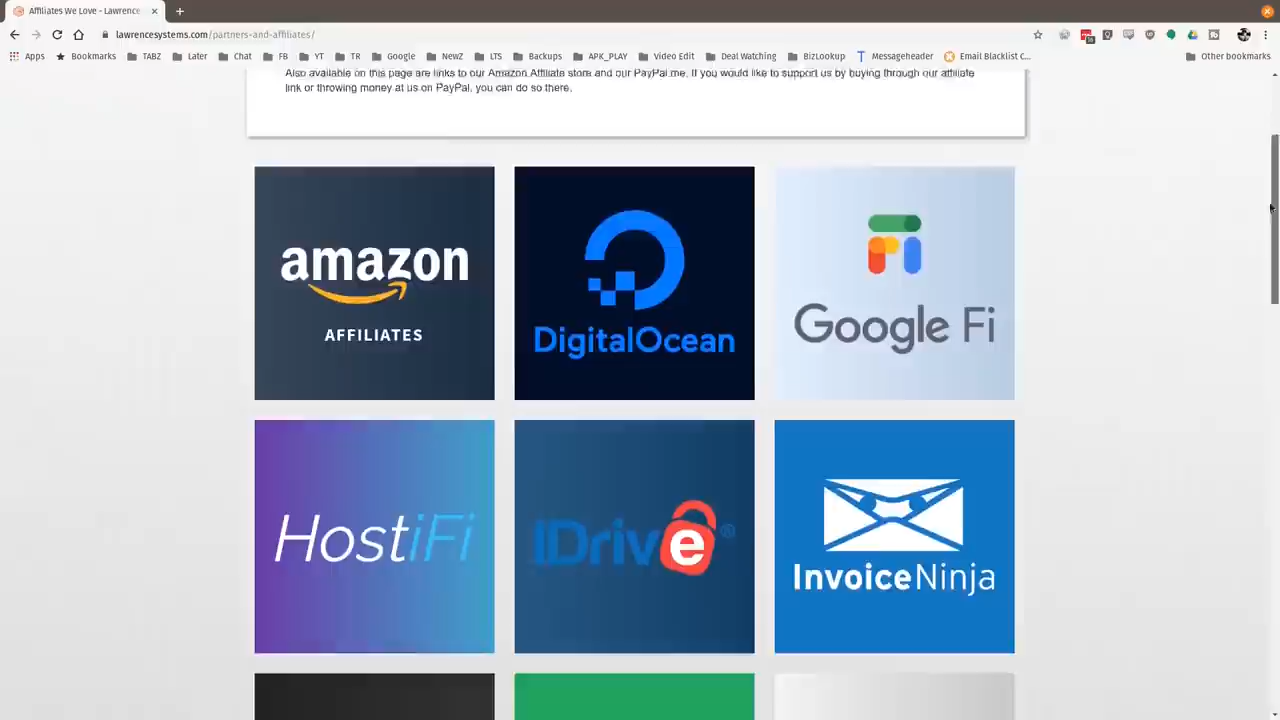 Affiliates We Love - Lawrence
lawrencesystems.com/partners-and-affiliates/
Apps Bookmarks TABZ Later Chat FB YT TR Google NewZ LTS Backups APK_PLAY Video Edit Deal Watching BizLookup Messageheader Email Blacklist C... Other bookmarks
Also available on this page are links to our Amazon Affiliate store and our PayPal.me. If you would like to support us by buying through our affiliate
link or throwing money at us on PayPal, you can do so there.
amazon
AFFILIATES
DigitalOcean
Google Fi
HostiFi
IDrive®
InvoiceNinja